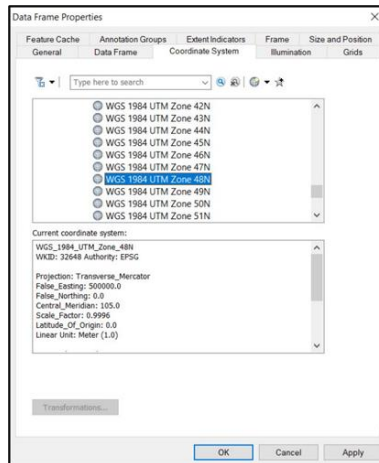 Data Frame Properties
Feature Cache Annotation Groups Extent Indicators Frame Size and Position
General Data Frame Coordinate System Illumination Grids
Type here to search
WGS 1984 UTM Zone 42N
WGS 1984 UTM Zone 43N
WGS 1984 UTM Zone 44N
WGS 1984 UTM Zone 45N
WGS 1984 UTM Zone 46N
WGS 1984 UTM Zone 47N
WGS 1984 UTM Zone 48N
WGS 1984 UTM Zone 49N
WGS 1984 UTM Zone 50N
WGS 1984 UTM Zone 51N
Current coordinate system:
WGS_1984_UTM_Zone_48N
WKID: 32648 Authority: EPSG
Projection: Transverse_Mercator
False_Easting: 500000.0
False_Northing: 0.0
Central_Meridian: 105.0
Scale_Factor: 0.9996
Latitude_Of_Origin: 0.0
Linear Unit: Meter (1.0)
Transformations...
OK Cancel Apply